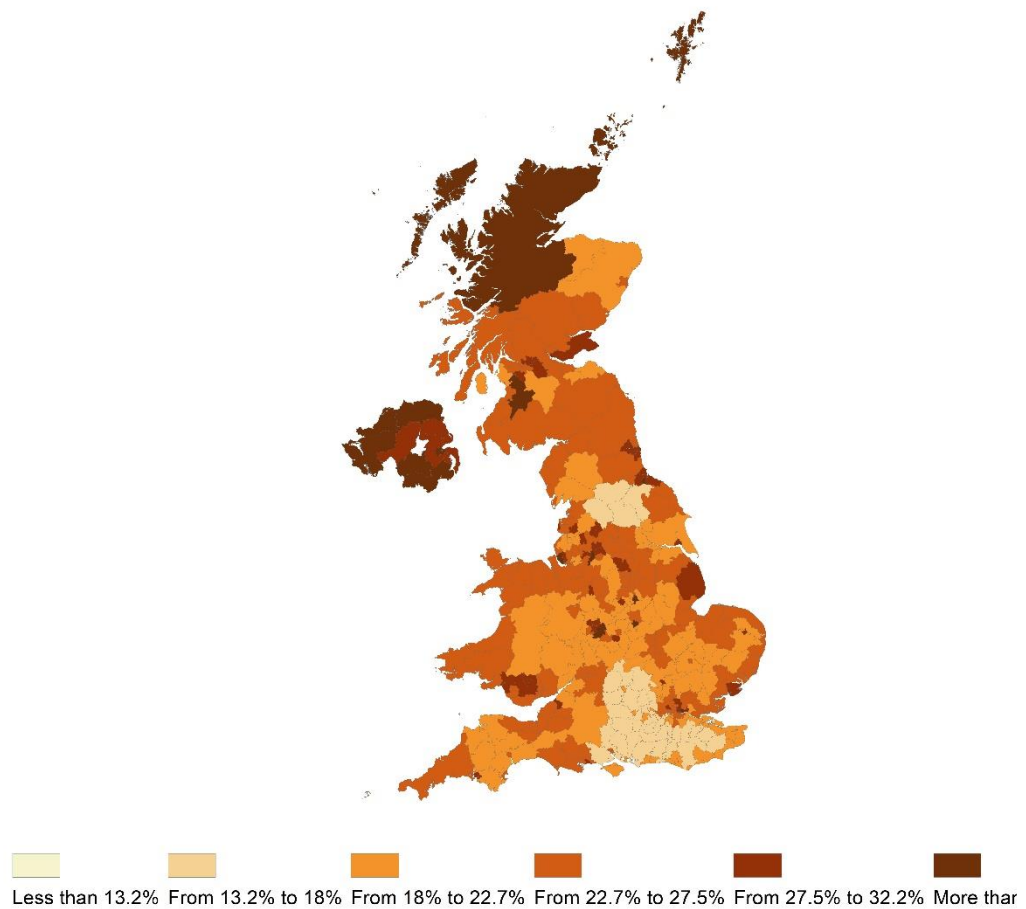 Less than 13.2% From 13.2% to 18% From 18% to 22.7% From 22.7% to 27.5% From 27.5% to 32.2% More than